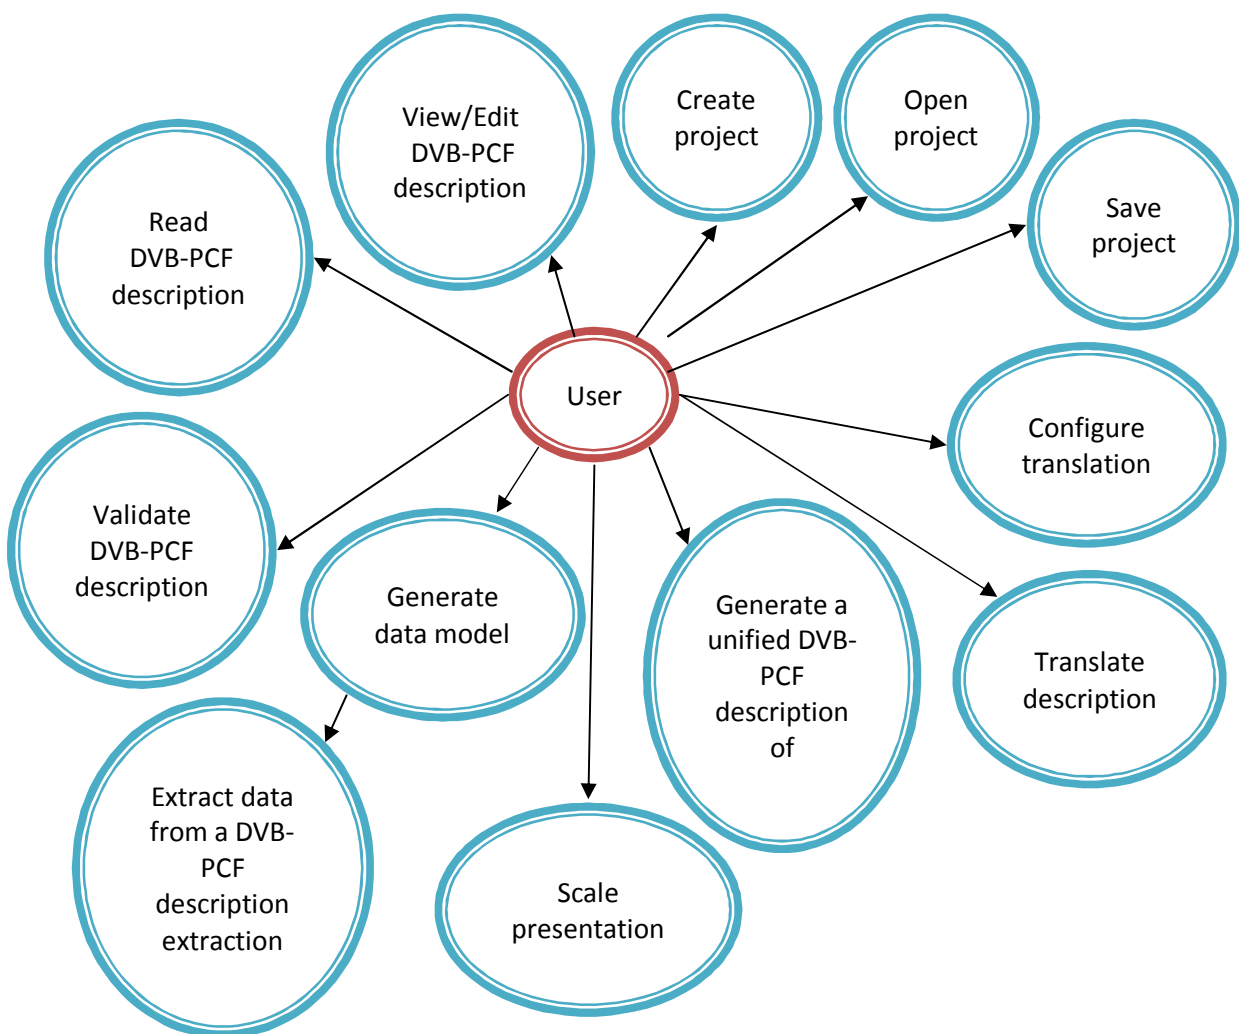 View/Edit
DVB-PCF
description
Create
project
Open
project
Read
DVB-PCF
description
Save
project
User
Configure
translation
Validate
DVB-PCF
description
Generate
data model
Generate a
unified DVB-
PCF
description
of
Translate
description
Extract data
from a DVB-
PCF
description
extraction
Scale
presentation